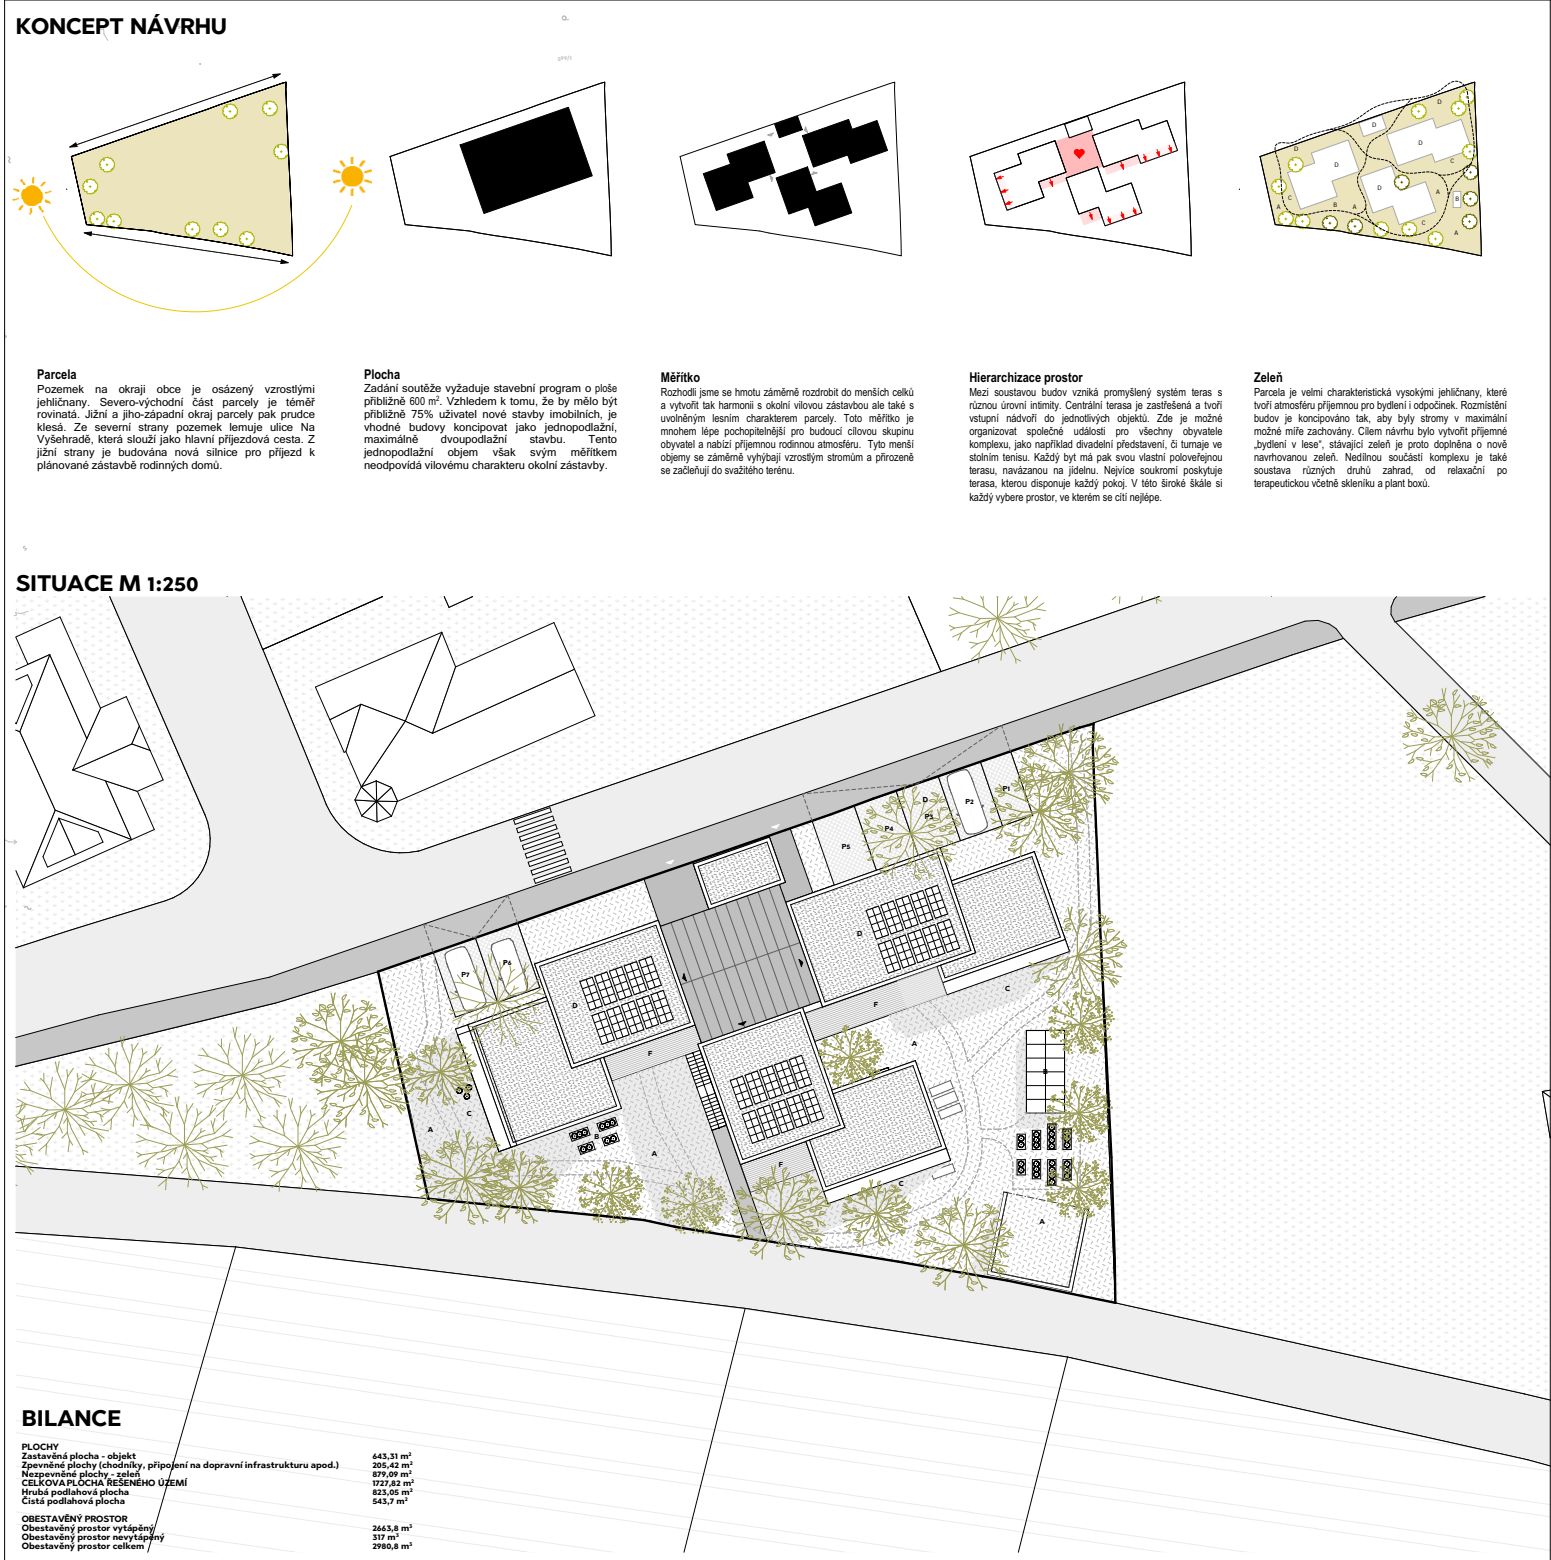 KONCEPT NÁVRHU
Parcela
Pozemek na okraji obce je osázený vzrostlými
jehličnany. Severo-východní část parcely je téměř
rovinatá. Jižní a jiho-západní okraj parcely pak prudce
klesá. Ze severní strany pozemek lemuje ulice Na
Vyšehradě, která slouží jako hlavní příjezdová cesta. Z
jižní strany je budována nová silnice pro příjezd k
plánované zástavbě rodinných domů.
Plocha
Zadání soutěže vyžaduje stavební program o ploše
přibližně 600 m². Vzhledem k tomu, že by mělo být
přibližně 75% uživatel nové stavby imobilních, je
vhodné budovy koncipovat jako jednopodlažní,
maximálně dvoupodlažní stavbu. Tento
jednopodlažní objem však svým měřítkem
neodpovídá vilovému charakteru okolní zástavby.
Měřítko
Rozhodli jsme se hmotu záměrně rozdrobit do menších celků
a vytvořit tak harmonii s okolní vilovou zástavbou ale také s
uvolněným lesním charakterem parcely. Toto měřítko je
mnohem lépe pochopitelnější pro budoucí cílovou skupinu
obyvatel a nabízí příjemnou rodinnou atmosféru. Tyto menší
objemy se záměrně vyhýbají vzrostlým stromům a přirozeně
se začleňují do svažitého terénu.
Hierarchizace prostor
Mezi soustavou budov vzniká promyšlený systém teras s
různou úrovní intimity. Centrální terasa je zastřešená a tvoří
vstupní nádvoří do jednotlivých objektů. Zde je možné
organizovat společné události pro všechny obyvatele
komplexu, jako například divadelní představení, či turnaje ve
stolním tenisu. Každý byt má pak svou vlastní poloveřejnou
terasu, navázanou na jídelnu. Nejvíce soukromí poskytuje
terasa, kterou disponuje každý pokoj. V této široké škále si
každý vybere prostor, ve kterém se cítí nejlépe.
Zeleň
Parcela je velmi charakteristická vysokými jehličnany, které
tvoří atmosféru příjemnou pro bydlení i odpočinek. Rozmístění
budov je koncipováno tak, aby byly stromy v maximální
možné míře zachovány. Cílem návrhu bylo vytvořit příjemné
„bydlení v lese“, stávající zeleň je proto doplněna o nově
navrhovanou zeleň. Nedílnou součástí komplexu je také
soustava různých druhů zahrad, od relaxační po
terapeutickou včetně skleníku a plant boxů.
SITUACE M 1:250
P1
P2
D
P3
P4
P5
P6
P7
D
D
F
C
A
F
B
C
A
B
A
F
C
A
BILANCE
PLOCHY
Zastavěná plocha - objekt 643,31 m²
Zpevněné plochy (chodníky, připojení na dopravní infrastrukturu apod.) 205,42 m²
Nezpevněné plochy - zeleň 879,09 m²
CELKOVA PLOCHA ŘEŠENÉHO ÚZEMÍ 1727,82 m²
Hrubá podlahová plocha 823,05 m²
Čistá podlahová plocha 543,7 m²
OBESTAVĚNÝ PROSTOR
Obestavěný prostor vytápěný 2663,8 m³
Obestavěný prostor nevytápěný 317 m³
Obestavěný prostor celkem 2980,8 m³